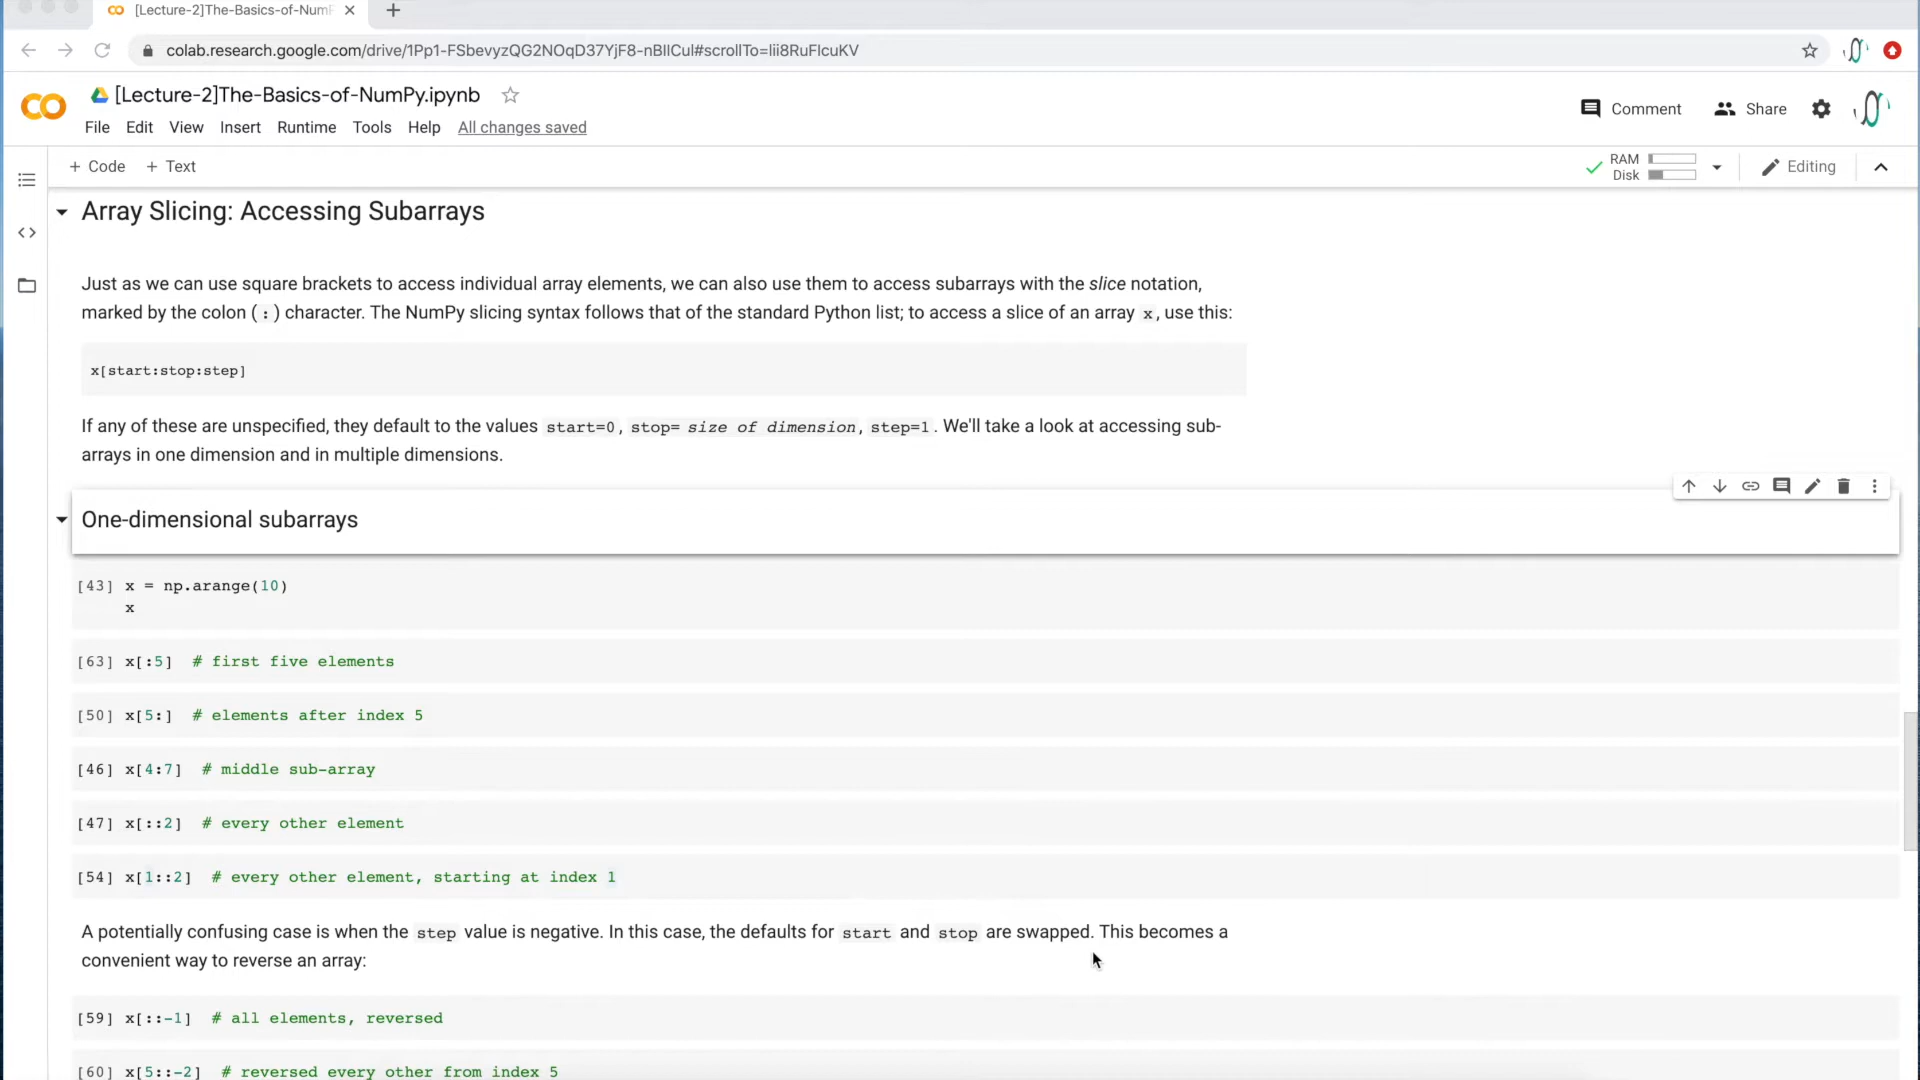 [Lecture-2]The-Basics-of-NumP
colab.research.google.com/drive/1Pp1-FSbevyzQG2NOqD37YjF8-nBIlCul#scrollTo=lii8RuFlcuKV
[Lecture-2]The-Basics-of-NumPy.ipynb
Comment
Share
File Edit View Insert Runtime Tools Help All changes saved
+ Code + Text
RAM
Disk
Editing
Array Slicing: Accessing Subarrays
Just as we can use square brackets to access individual array elements, we can also use them to access subarrays with the slice notation,
marked by the colon (:) character. The NumPy slicing syntax follows that of the standard Python list; to access a slice of an array x, use this:
x[start:stop:step]
If any of these are unspecified, they default to the values start=0, stop= size of dimension, step=1. We'll take a look at accessing sub-
arrays in one dimension and in multiple dimensions.
One-dimensional subarrays
[43] x = np.arange(10)
x
[63] x[:5]  # first five elements
[50] x[5:]  # elements after index 5
[46] x[4:7]  # middle sub-array
[47] x[::2]  # every other element
[54] x[1::2]  # every other element, starting at index 1
A potentially confusing case is when the step value is negative. In this case, the defaults for start and stop are swapped. This becomes a
convenient way to reverse an array:
[59] x[::-1]  # all elements, reversed
[60] x[5::-2]  # reversed every other from index 5